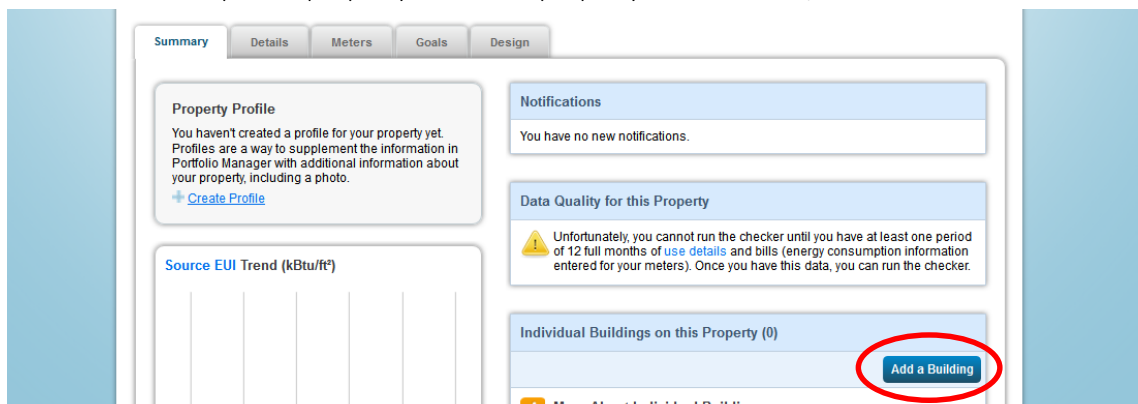 Summary Details Meters Goals Design
Property Profile
You haven't created a profile for your property yet.
Profiles are a way to supplement the information in
Portfolio Manager with additional information about
your property, including a photo.
Create Profile
Source EUI Trend (kBtu/ft²)
Notifications
You have no new notifications.
Data Quality for this Property
Unfortunately, you cannot run the checker until you have at least one period
of 12 full months of use details and bills (energy consumption information
entered for your meters). Once you have this data, you can run the checker.
Individual Buildings on this Property (0)
Add a Building